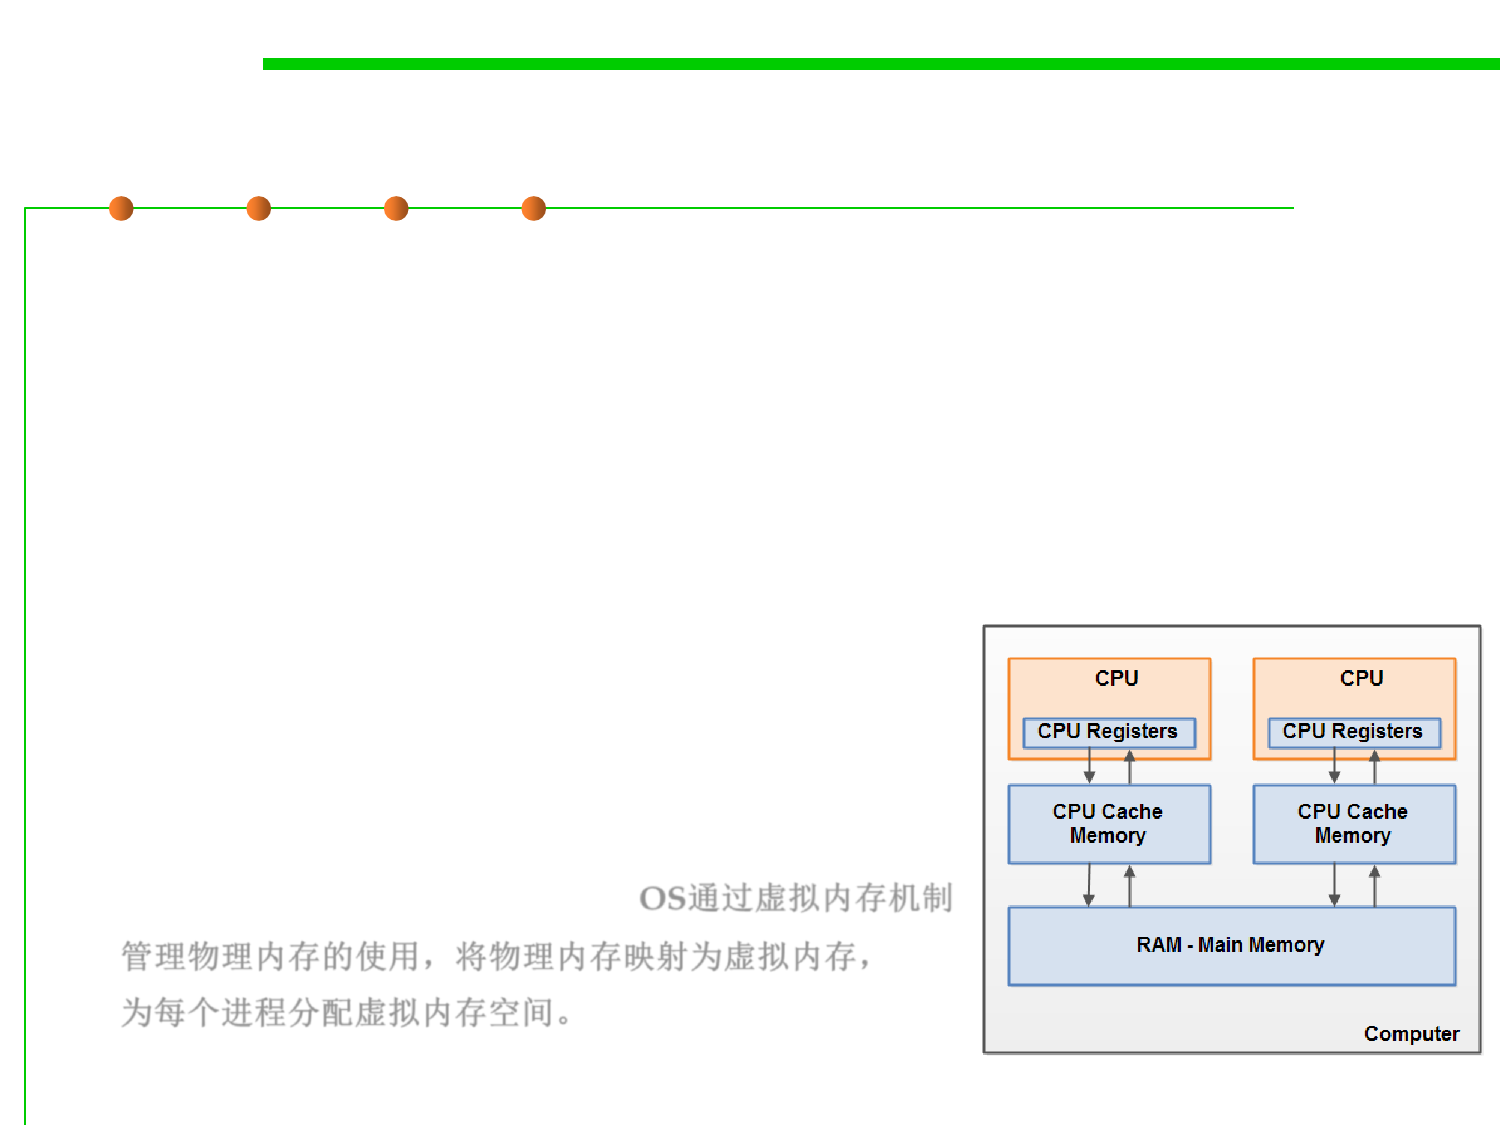 OS通过虚拟内存机制
管理物理内存的使用，将物理内存映射为虚拟内存，
为每个进程分配虚拟内存空间。
CPU
CPU
CPU Registers
CPU Registers
CPU Cache
Memory
CPU Cache
Memory
RAM - Main Memory
Computer